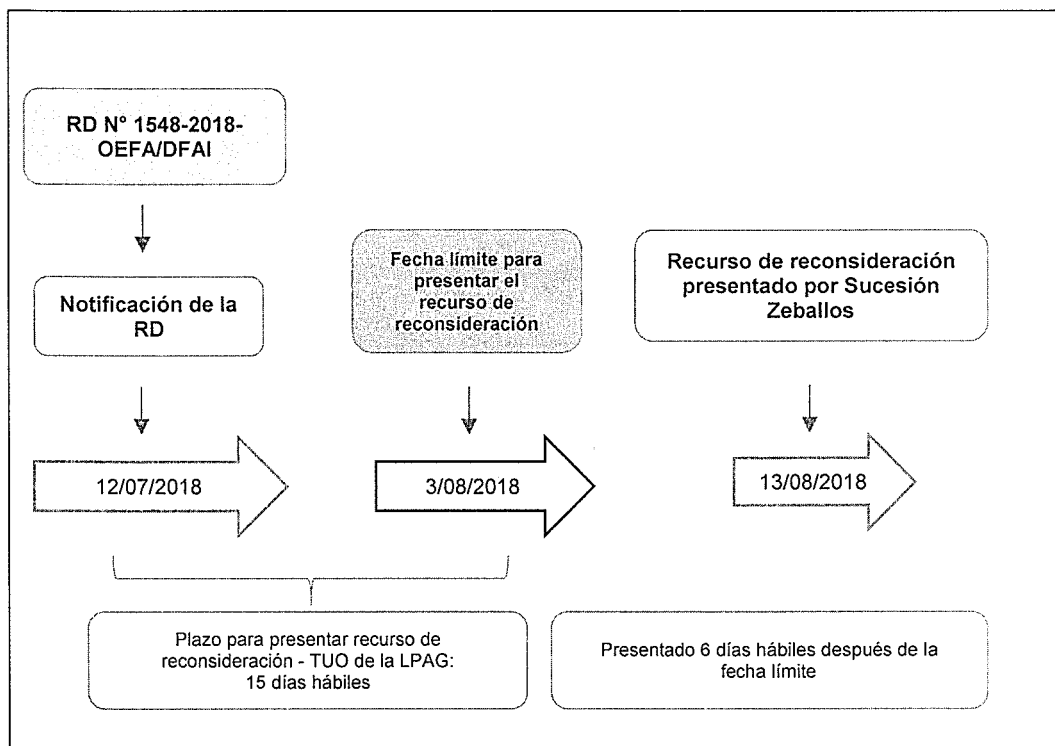 RD N° 1548-2018-
OEFA/DFAI
Notificación de la
RD
Fecha límite para
presentar el
recurso de
reconsideración
Recurso de reconsideración
presentado por Sucesión
Zeballos
12/07/2018
3/08/2018
13/08/2018
Plazo para presentar recurso de
reconsideración - TUO de la LPAG:
15 días hábiles
Presentado 6 días hábiles después de la
fecha límite